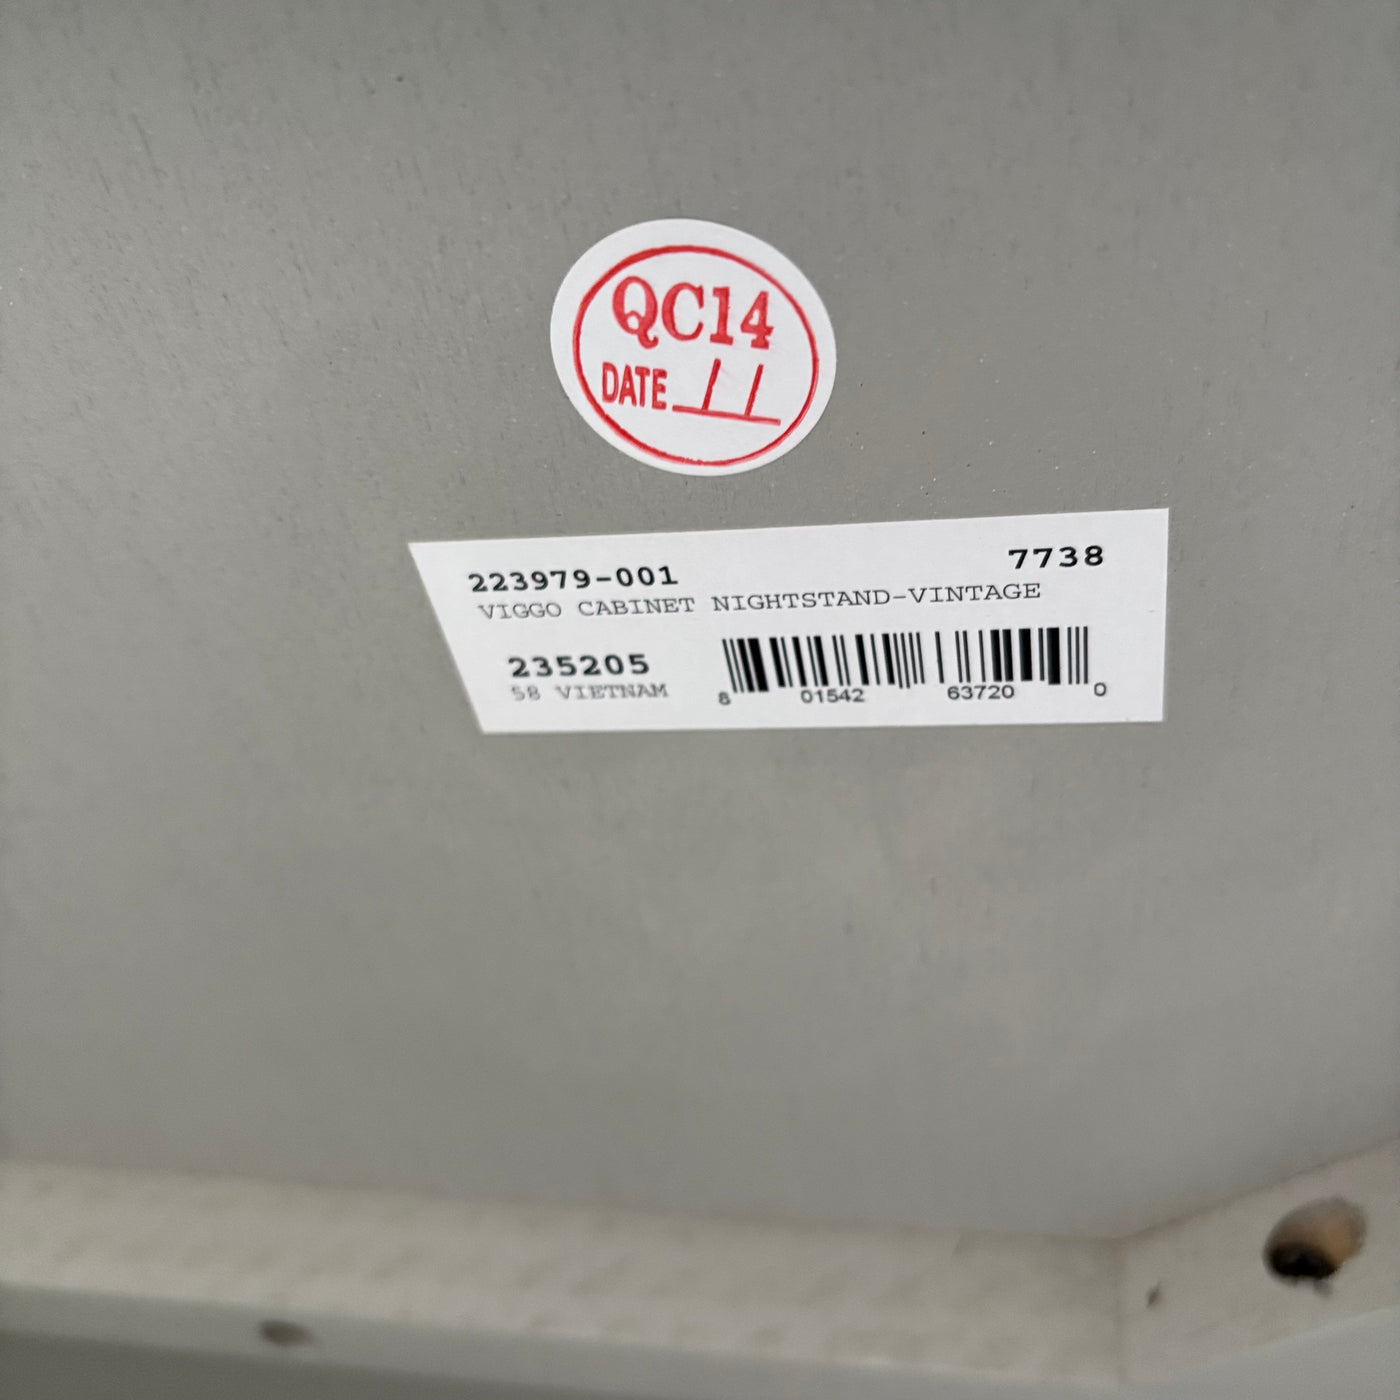 QC14
DATE / /
223979-001 7738
VIGGO CABINET NIGHTSTAND-VINTAGE
235205
58 VIETNAM
8 01542 63720 0